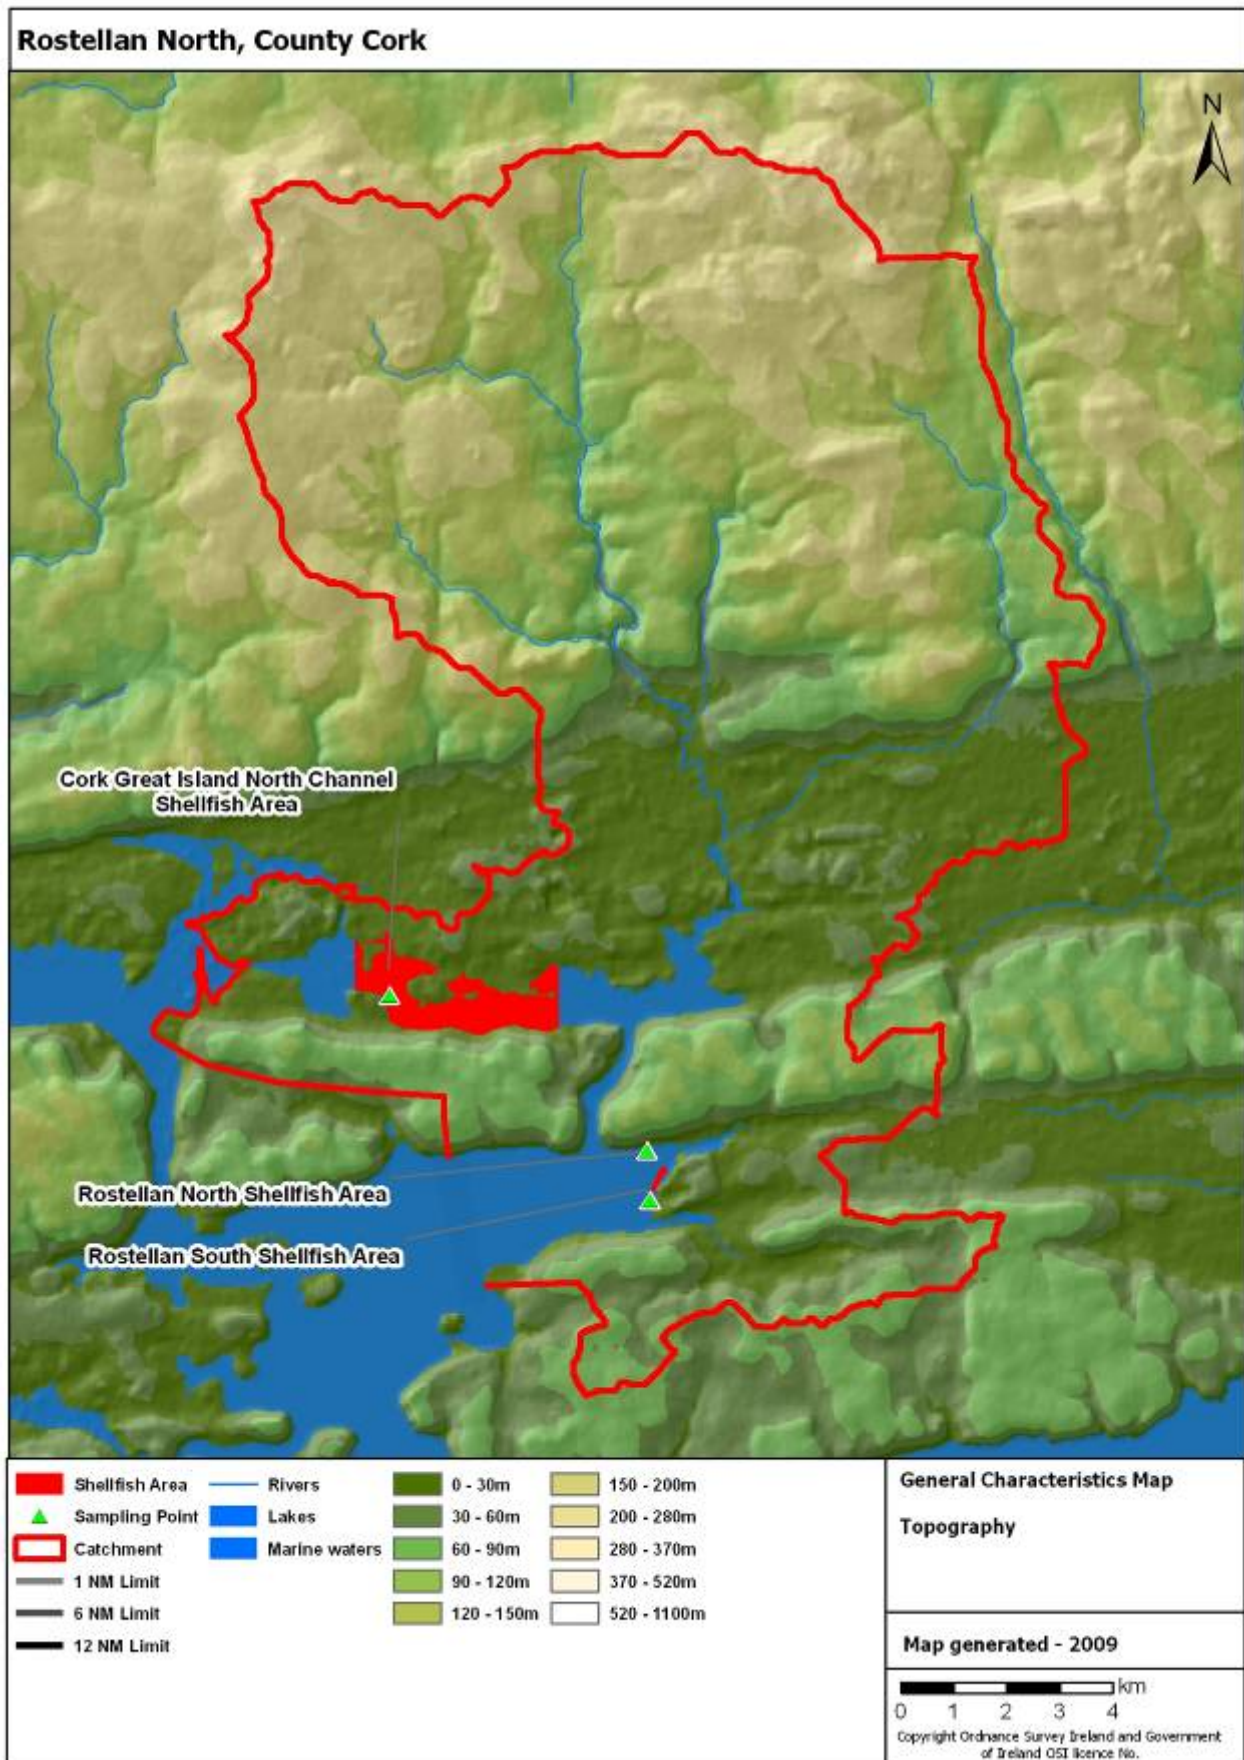 Rostellan North, County Cork
N
Cork Great Island North Channel
Shellfish Area
Rostellan North Shellfish Area
Rostellan South Shellfish Area
Shellfish Area
Sampling Point
Catchment
1 NM Limit
6 NM Limit
12 NM Limit
Rivers
Lakes
Marine waters
0 - 30m
30 - 60m
60 - 90m
90 - 120m
120 - 150m
150 - 200m
200 - 280m
280 - 370m
370 - 520m
520 - 1100m
General Characteristics Map
Topography
Map generated - 2009
km
0 1 2 3 4
Copyright Ordnance Survey Ireland and Government
of Ireland OSI licence No.